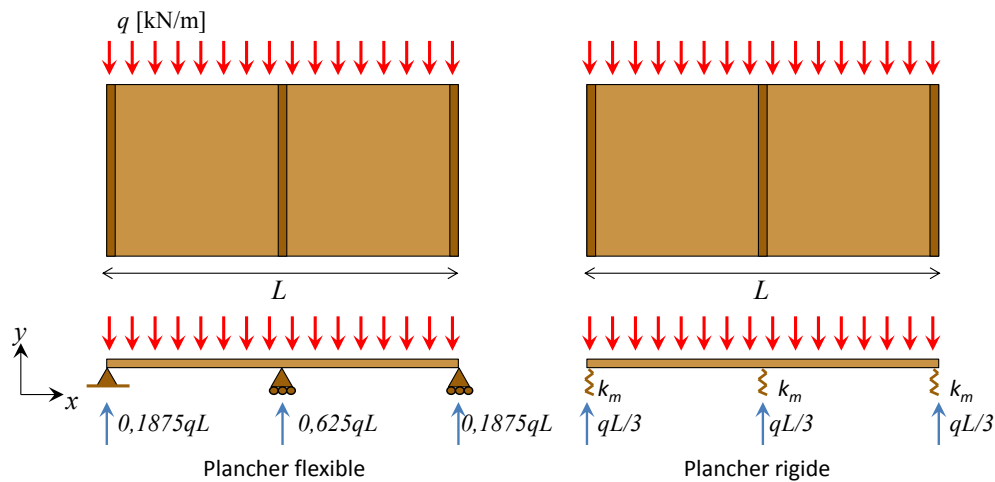 q [kN/m]
L
L
y
x
0,1875qL
0,625qL
0,1875qL
k_m
k_m
k_m
qL/3
qL/3
qL/3
Plancher flexible
Plancher rigide